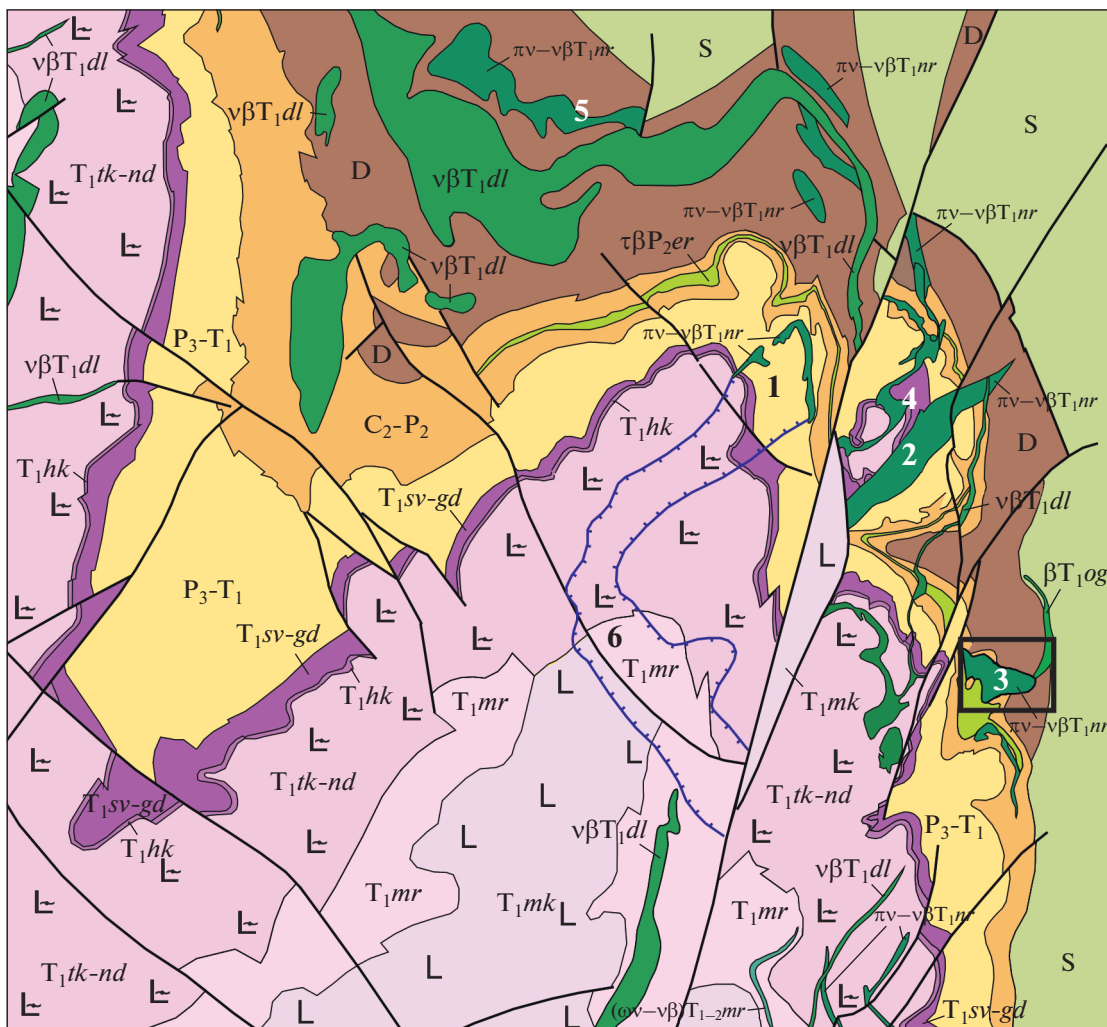 πν–νβT₁nr
S
D
πν–νβT₁nr
νβT₁dl
νβT₁dl
5
S
T₁tk-nd
D
νβT₁dl
πν–νβT₁nr
πν–νβT₁nr
τβP₂er
νβT₁dl
νβT₁dl
P₃-T₁
πν–νβT₁nr
D
νβT₁dl
1
4
πν–νβT₁nr
C₂-P₂
T₁hk
2
D
T₁hk
T₁sv-gd
νβT₁dl
L
βT₁og
P₃-T₁
T₁sv-gd
6
T₁mr
3
T₁hk
T₁mr
T₁mk
πν–νβT₁nr
L
L
T₁tk-nd
T₁tk-nd
T₁sv-gd
L
L
P₃-T₁
T₁hk
νβT₁dl
νβT₁dl
T₁mr
T₁mk
L
T₁mr
πν–νβT₁nr
T₁tk-nd
L
L
S
L
(ων–νβ)T₁₋₂mr
T₁sv-gd